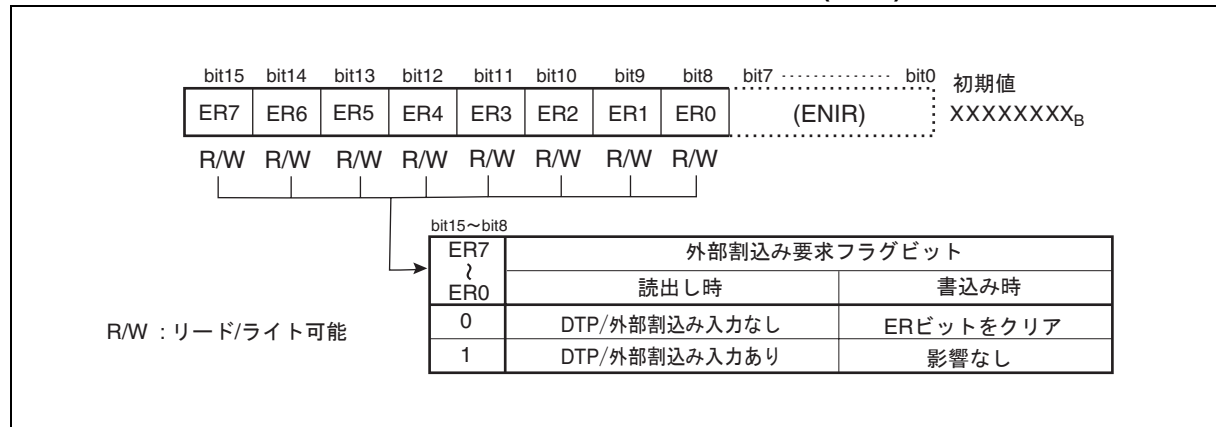 bit15 bit14 bit13 bit12 bit11 bit10 bit9 bit8 bit7 bit0 初期値
ER7 ER6 ER5 ER4 ER3 ER2 ER1 ER0 (ENIR) XXXXXXXXB
R/W R/W R/W R/W R/W R/W R/W R/W
bit15~bit8
ER7 ~ ER0 外部割込み要求フラグビット
読出し時 書込み時
0 DTP/外部割込み入力なし ERビットをクリア
1 DTP/外部割込み入力あり 影響なし
R/W :リード/ライト可能